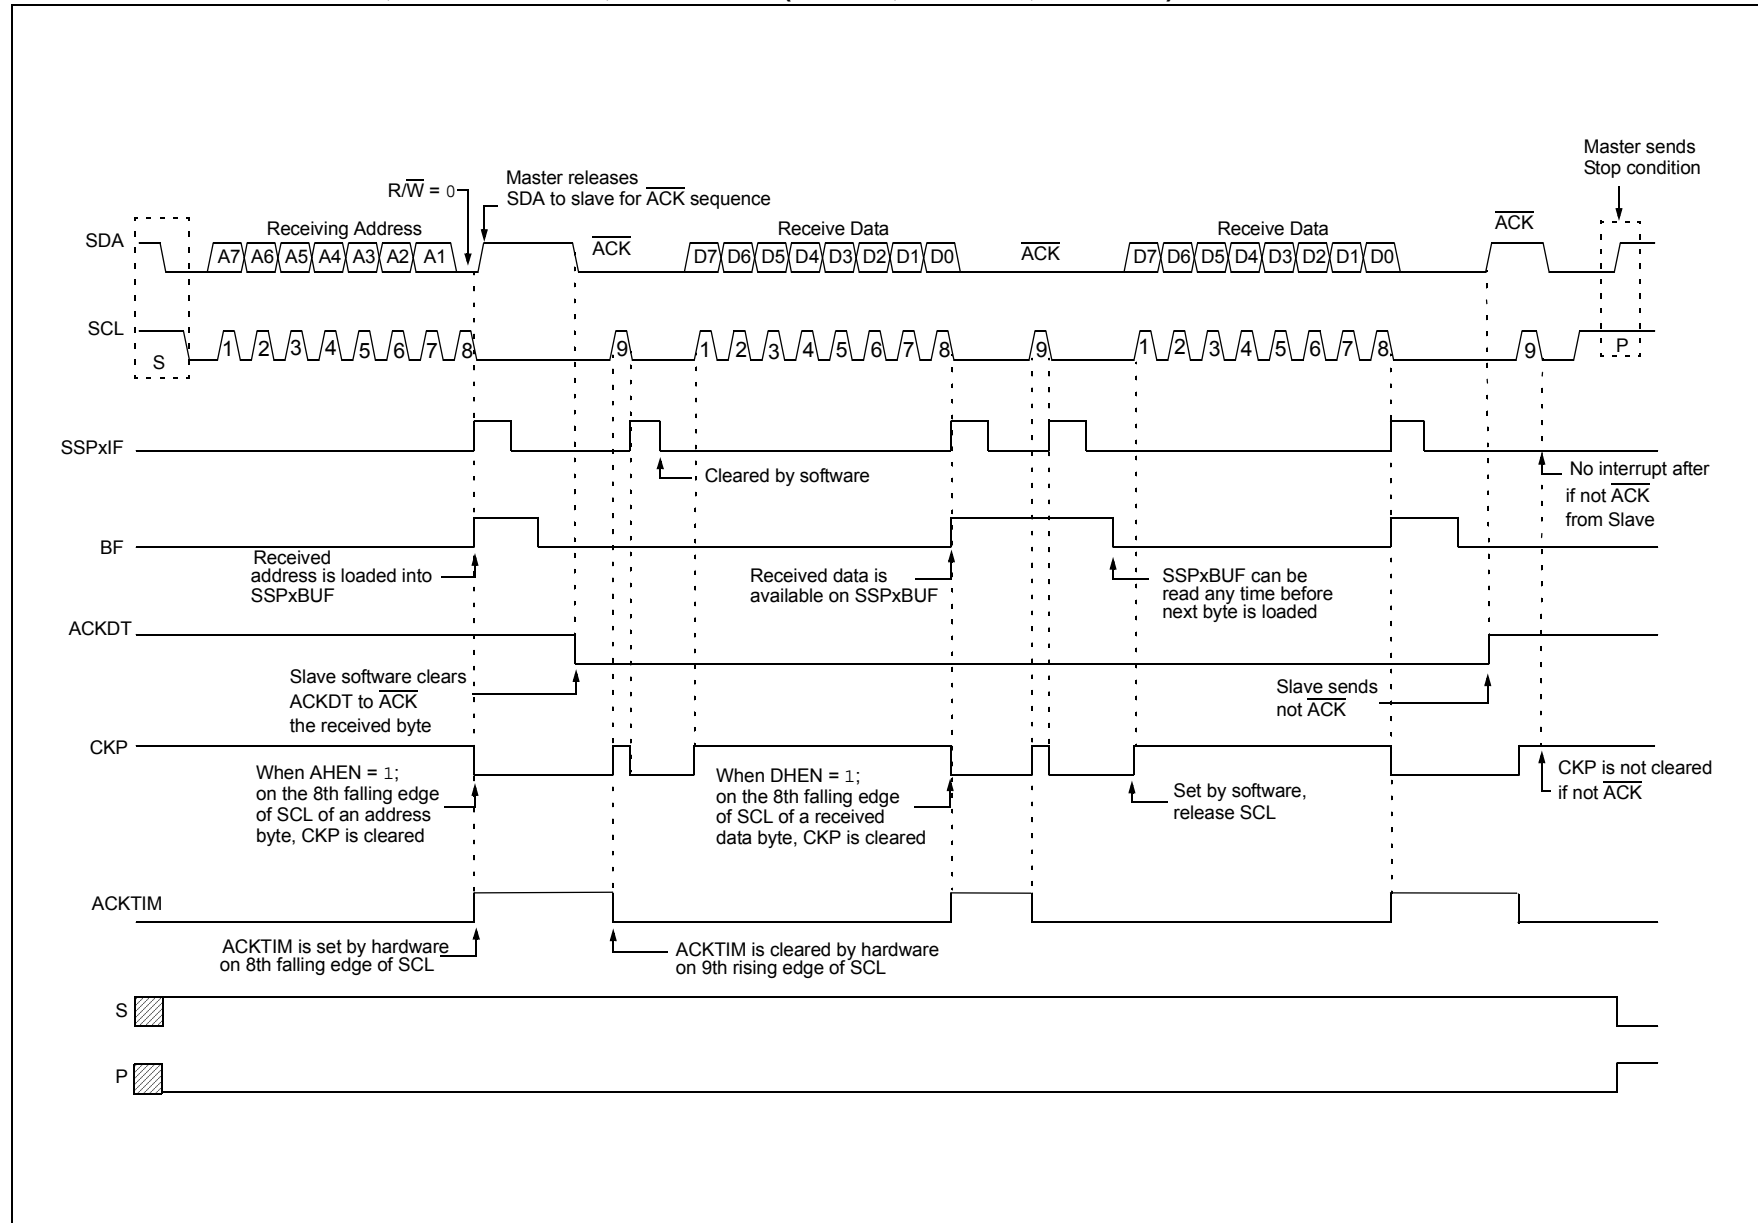 Master sends
Stop condition
R/W̅ = 0
Master releases
SDA to slave for A̅C̅K̅ sequence
SDA
Receiving Address
A̅C̅K̅
Receive Data
A̅C̅K̅
Receive Data
A̅C̅K̅
A7 A6 A5 A4 A3 A2 A1
D7 D6 D5 D4 D3 D2 D1 D0
D7 D6 D5 D4 D3 D2 D1 D0
SCL
S
1 2 3 4 5 6 7 8 9 1 2 3 4 5 6 7 8 9 1 2 3 4 5 6 7 8 9
P
SSPxIF
Cleared by software
No interrupt after
if not A̅C̅K̅
from Slave
BF
Received
address is loaded into
SSPxBUF
Received data is
available on SSPxBUF
SSPxBUF can be
read any time before
next byte is loaded
ACKDT
Slave software clears
ACKDT to A̅C̅K̅
the received byte
Slave sends
not A̅C̅K̅
CKP
When AHEN = 1;
on the 8th falling edge
of SCL of an address
byte, CKP is cleared
When DHEN = 1;
on the 8th falling edge
of SCL of a received
data byte, CKP is cleared
Set by software,
release SCL
CKP is not cleared
if not A̅C̅K̅
ACKTIM
ACKTIM is set by hardware
on 8th falling edge of SCL
ACKTIM is cleared by hardware
on 9th rising edge of SCL
S
P